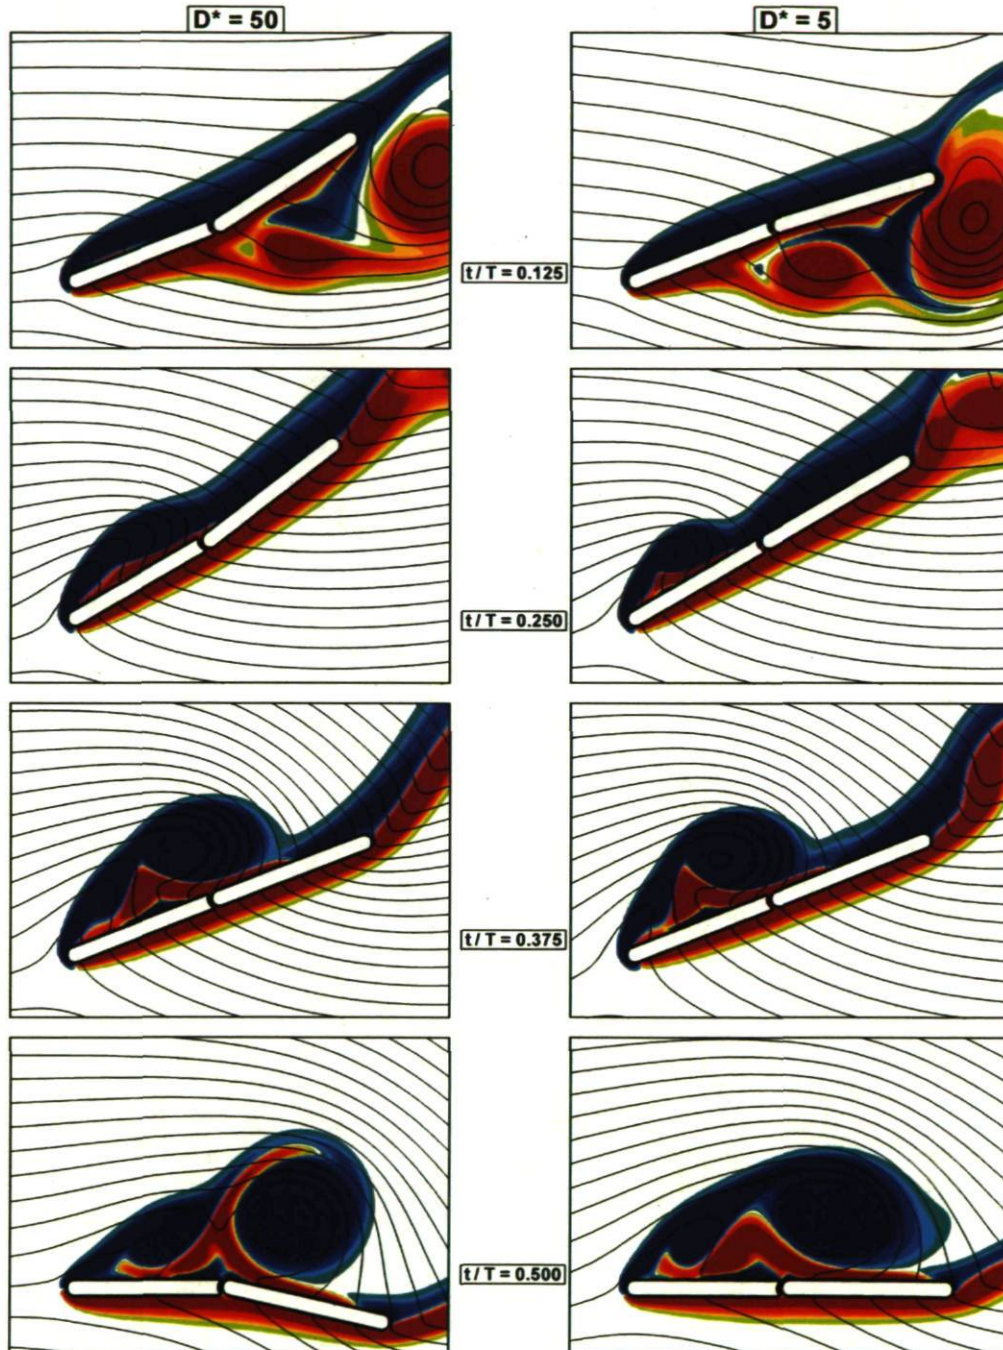 D* = 50
D* = 5
t / T = 0.125
t / T = 0.250
t / T = 0.375
t / T = 0.500